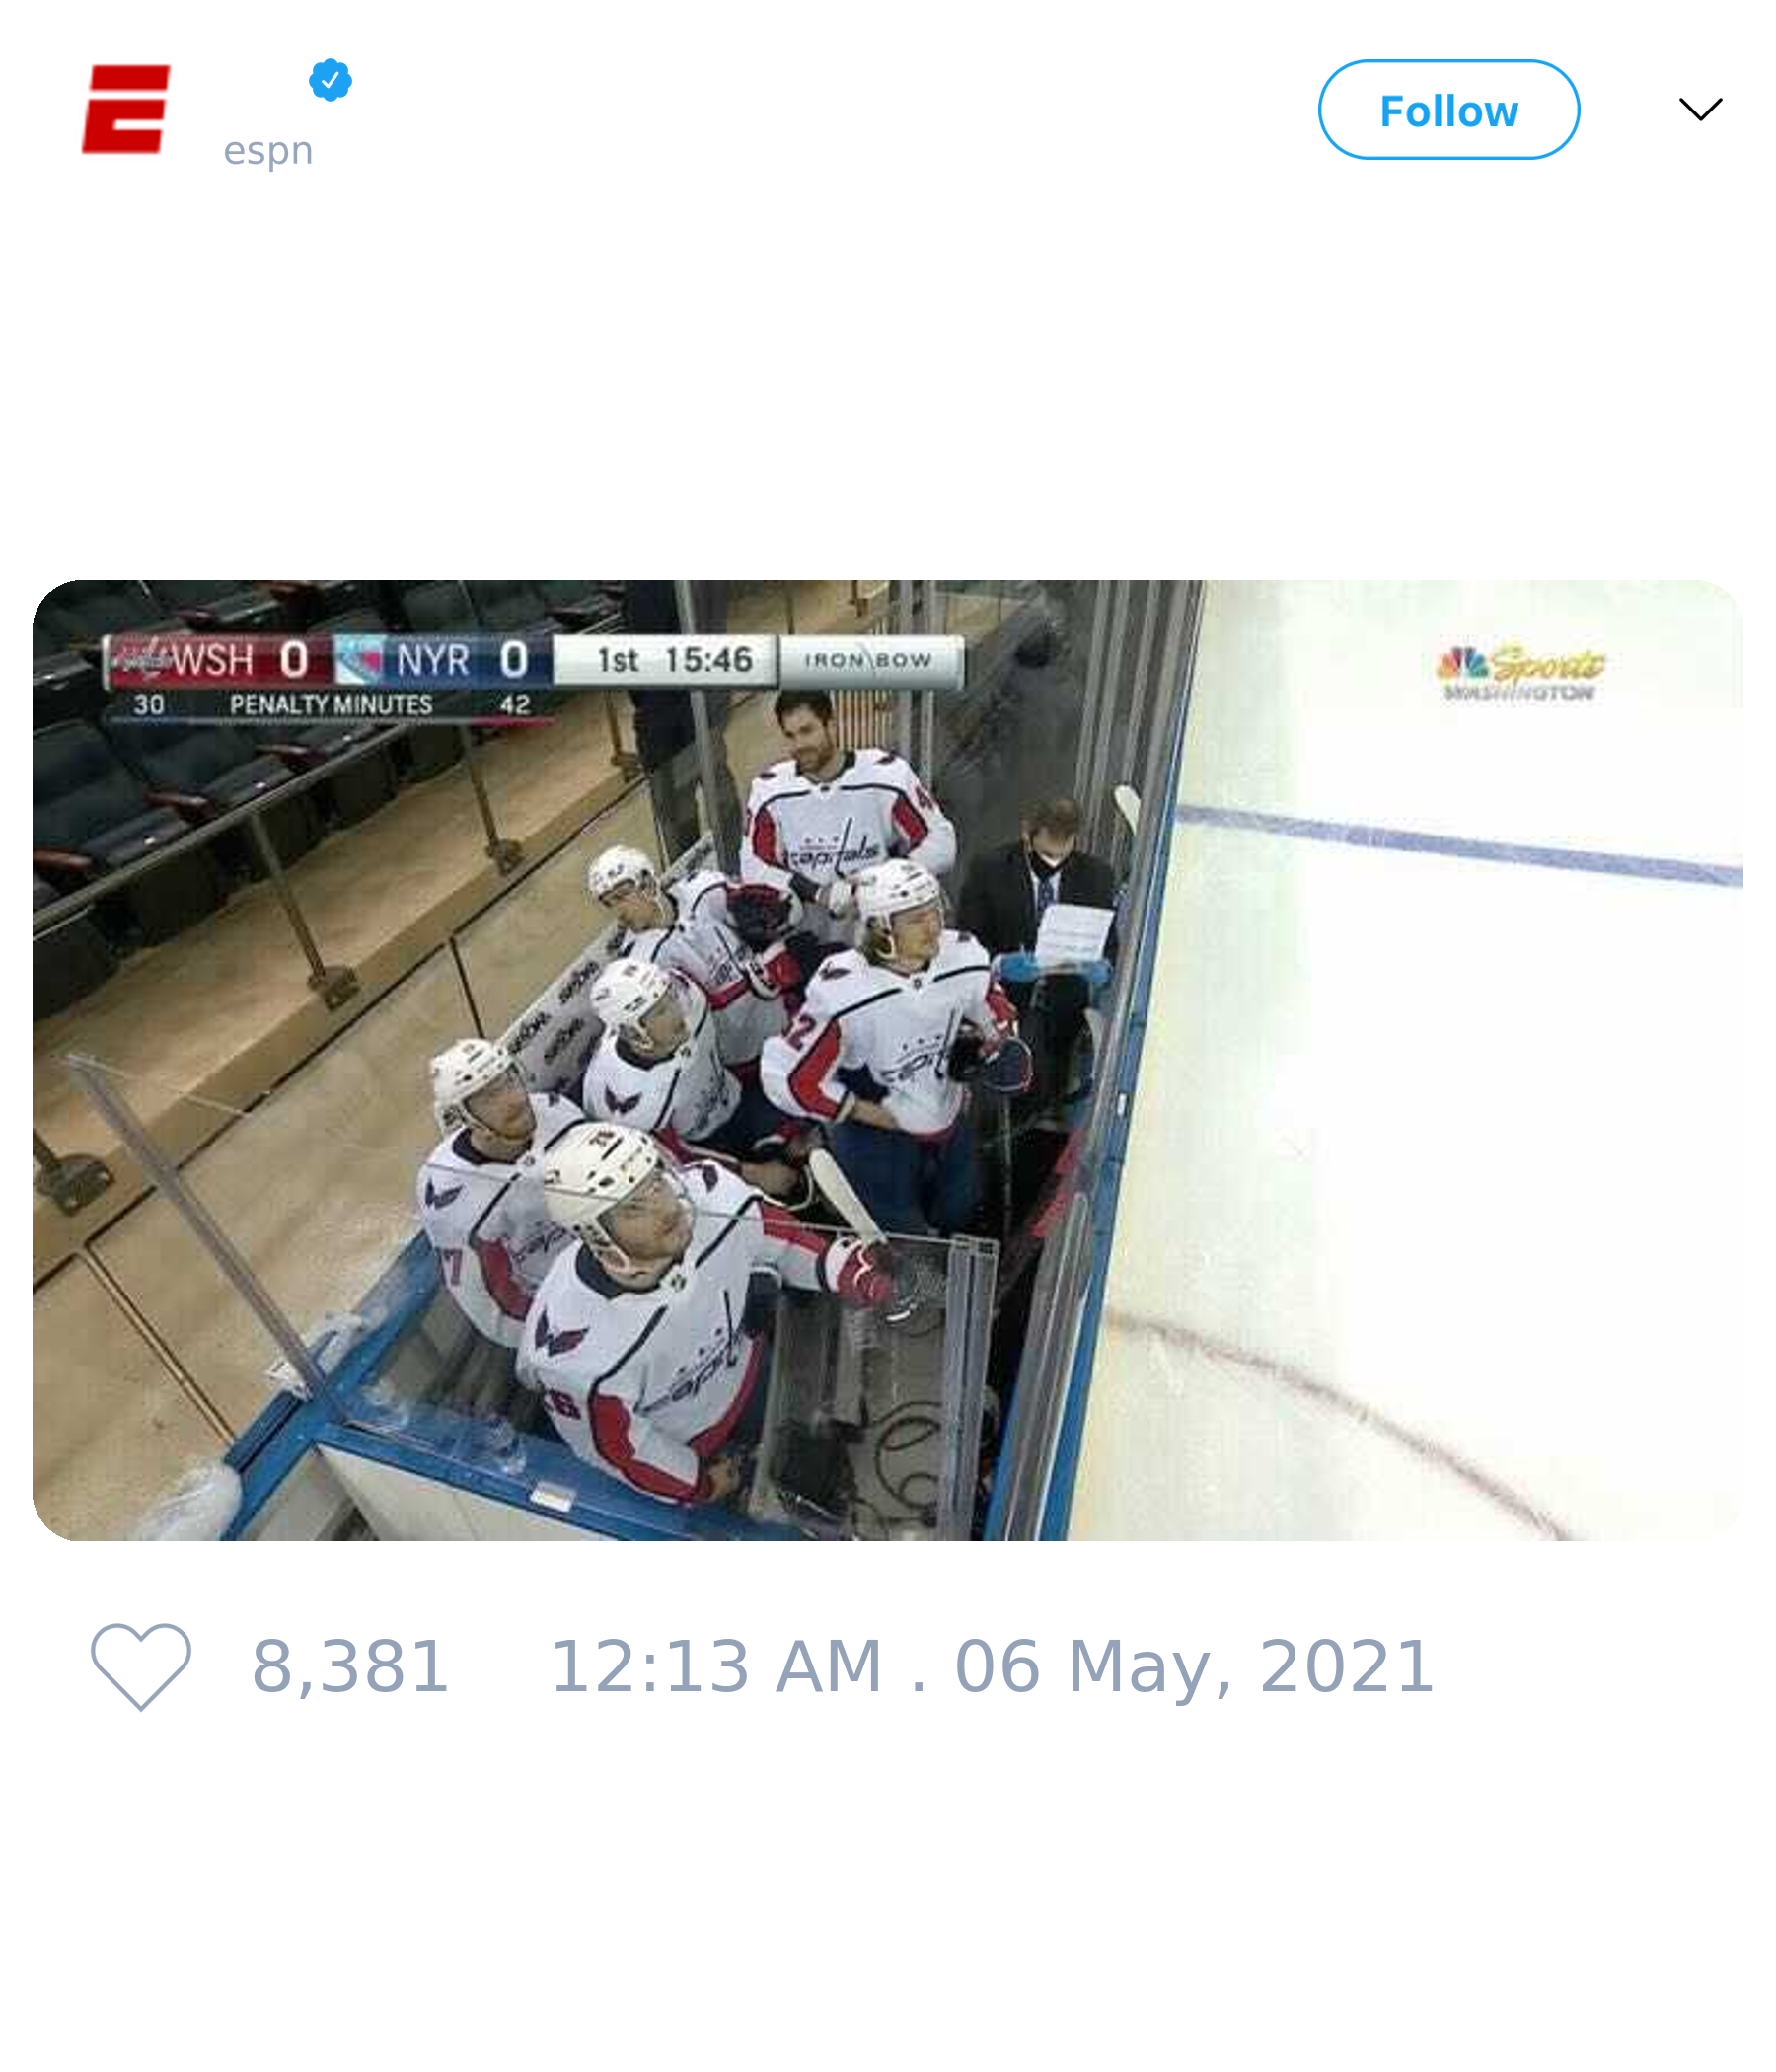 espn
Follow
WSH 0 NYR 0 1st 15:46 IRON BOW
30 PENALTY MINUTES 42
Sports
WASHINGTON
capitals
8,381 12:13 AM . 06 May, 2021